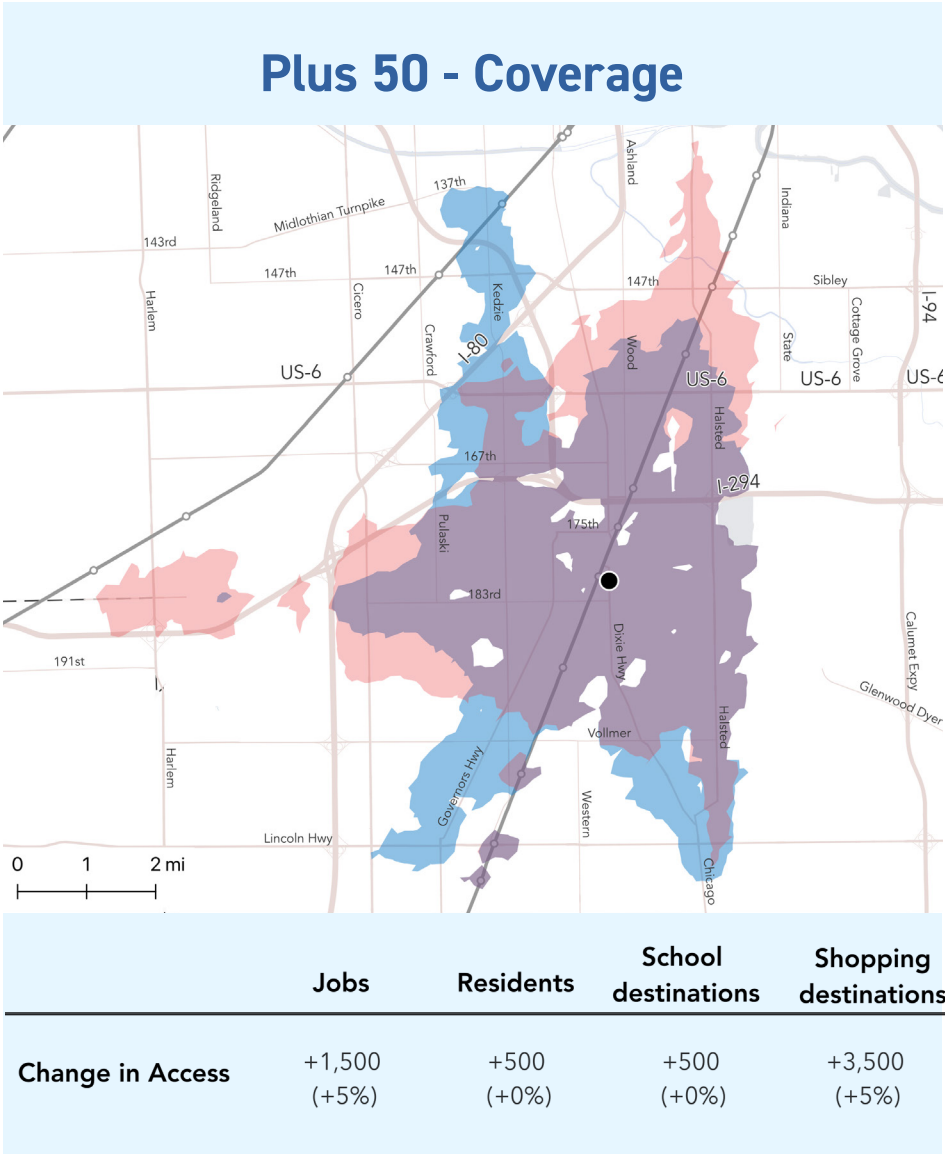 Plus 50 - Coverage
Ashland
137th
Ridgeland
Indiana
Midlothian Turnpike
143rd
147th
147th
147th
Sibley
Harlem
Cicero
Kedzie
Cottage Grove
I-94
Crawford
I-80
Wood
State
US-6
US-6
US-6
US-6
Halsted
167th
I-294
Pulaski
175th
183rd
Dixie Hwy
Calumet Expy
191st
Glenwood Dyer
Halsted
Vollmer
Harlem
Governors Hwy
Western
Lincoln Hwy
Chicago
0 1 2 mi
Jobs Residents School destinations Shopping destinations
Change in Access
+1,500 +500 +500 +3,500
(+5%) (+0%) (+0%) (+5%)